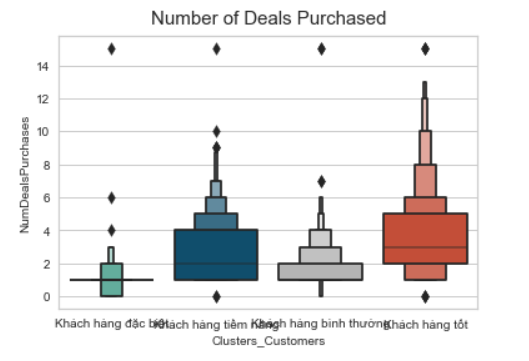 Number of Deals Purchased
14
12
10
8
6
4
2
0
NumDealsPurchases
Khách hàng đặc biệt Khách hàng tiềm năng Khách hàng bình thường Khách hàng tốt
Clusters_Customers